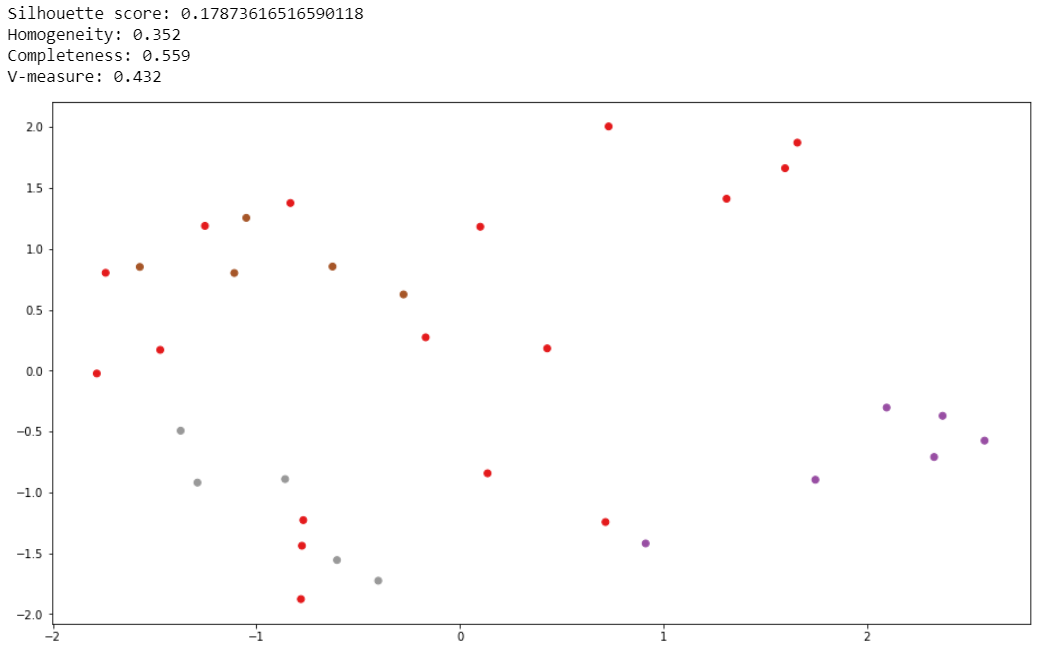 Silhouette score: 0.17873616516590118
Homogeneity: 0.352
Completeness: 0.559
V-measure: 0.432
2.0
1.5
1.0
0.5
0.0
−0.5
−1.0
−1.5
−2.0
−2 −1 0 1 2